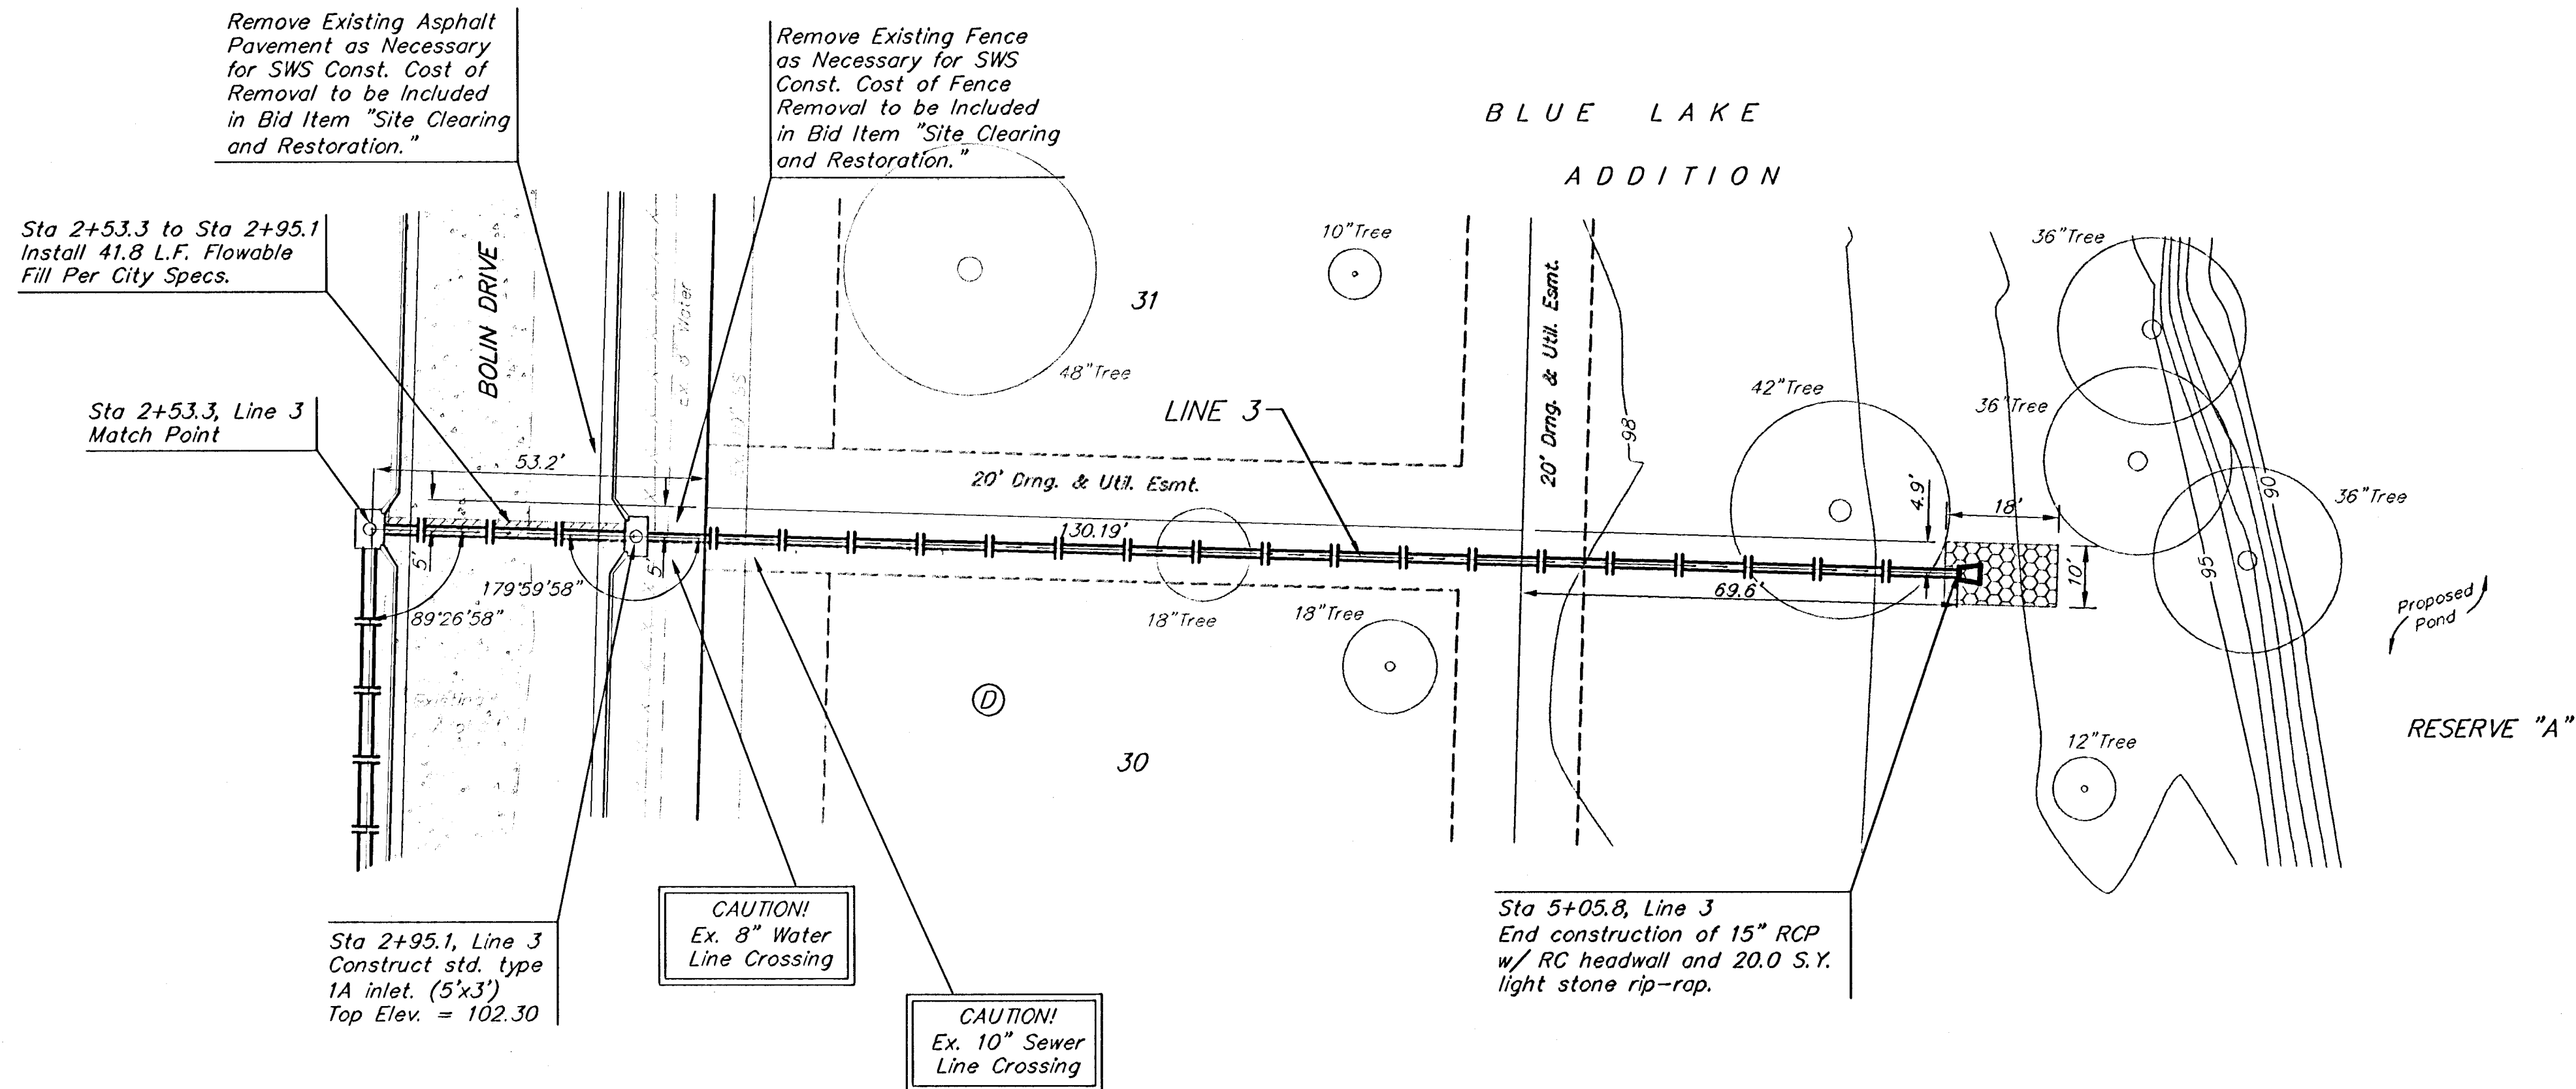 Remove Existing Asphalt
Pavement as Necessary
for SWS Const. Cost of
Removal to be Included
in Bid Item "Site Clearing
and Restoration."
Remove Existing Fence
as Necessary for SWS
Const. Cost of Fence
Removal to be Included
in Bid Item "Site Clearing
and Restoration."
BLUE LAKE
ADDITION
Sta 2+53.3 to Sta 2+95.1
Install 41.8 L.F. Flowable
Fill Per City Specs.
BOLIN DRIVE
Ex. 8" Water
SS
31
10"Tree
20' Drng. & Util. Esmt.
36"Tree
48"Tree
42"Tree
36"Tree
Sta 2+53.3, Line 3
Match Point
LINE 3
98
53.2'
20' Drng. & Util. Esmt.
4.9'
18'
90
36"Tree
130.19'
5'
179°59'58"
5'
89°26'58"
69.6'
10'
95
18"Tree
18"Tree
Proposed
Pond
Existing
D
RESERVE "A"
30
12"Tree
CAUTION!
Ex. 8" Water
Line Crossing
Sta 2+95.1, Line 3
Construct std. type
1A inlet. (5'x3')
Top Elev. = 102.30
CAUTION!
Ex. 10" Sewer
Line Crossing
Sta 5+05.8, Line 3
End construction of 15" RCP
w/ RC headwall and 20.0 S.Y.
light stone rip-rap.